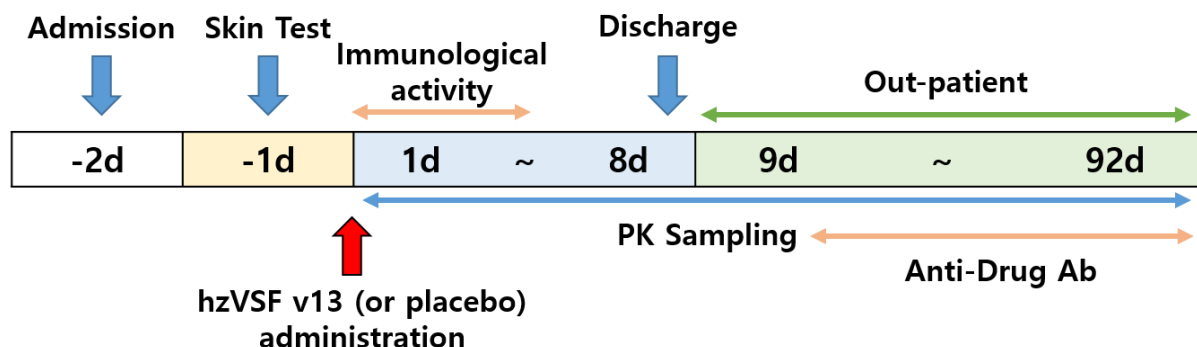 Admission
Skin Test
Immunological
activity
Discharge
Out-patient
-2d
-1d
1d
~
8d
9d
~
92d
PK Sampling
Anti-Drug Ab
hzVSF v13 (or placebo)
administration